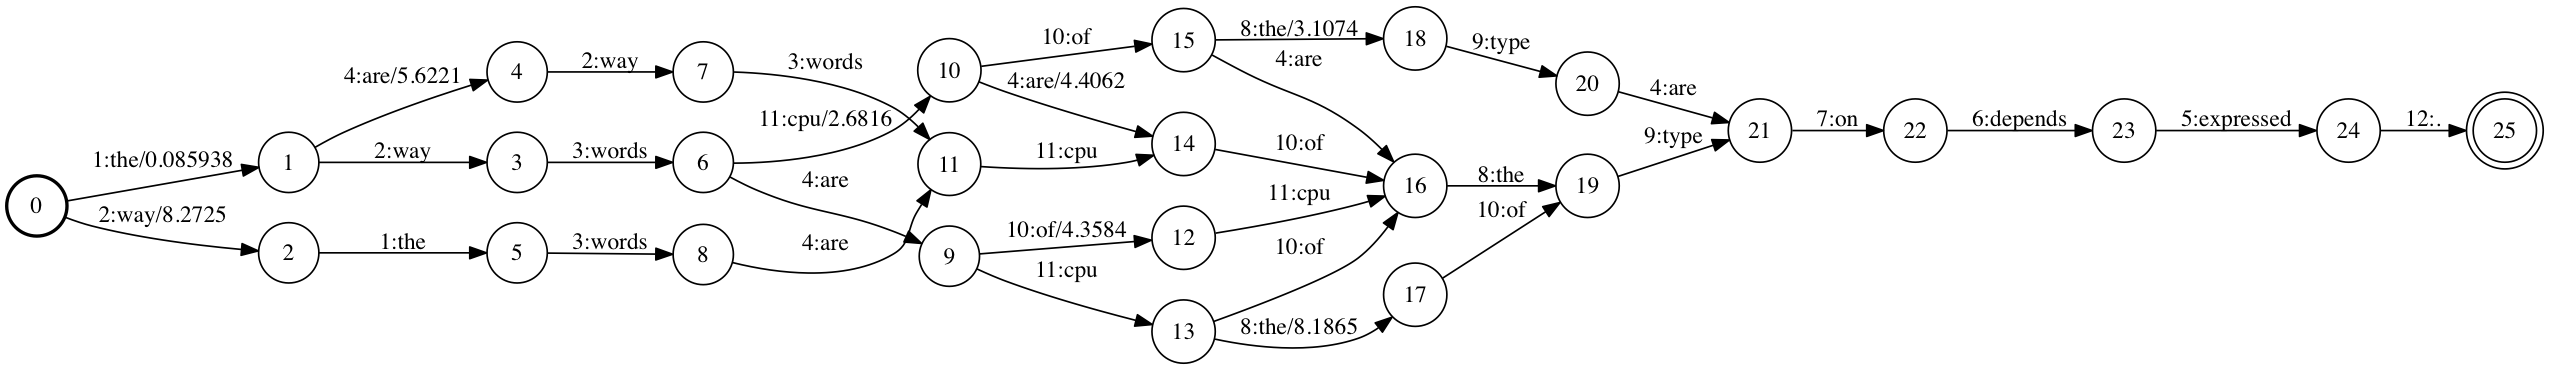 0
1:the/0.085938
2:way/8.2725
1
2
4:are/5.6221
2:way
1:the
4
3
5
2:way
3:words
3:words
7
6
8
3:words
11:cpu/2.6816
4:are
4:are
10
11
9
10:of
4:are/4.4062
11:cpu
10:of/4.3584
11:cpu
15
14
12
13
8:the/3.1074
4:are
10:of
11:cpu
10:of
8:the/8.1865
18
16
17
9:type
8:the
10:of
20
19
4:are
9:type
21
7:on
22
6:depends
23
5:expressed
24
12:.
25